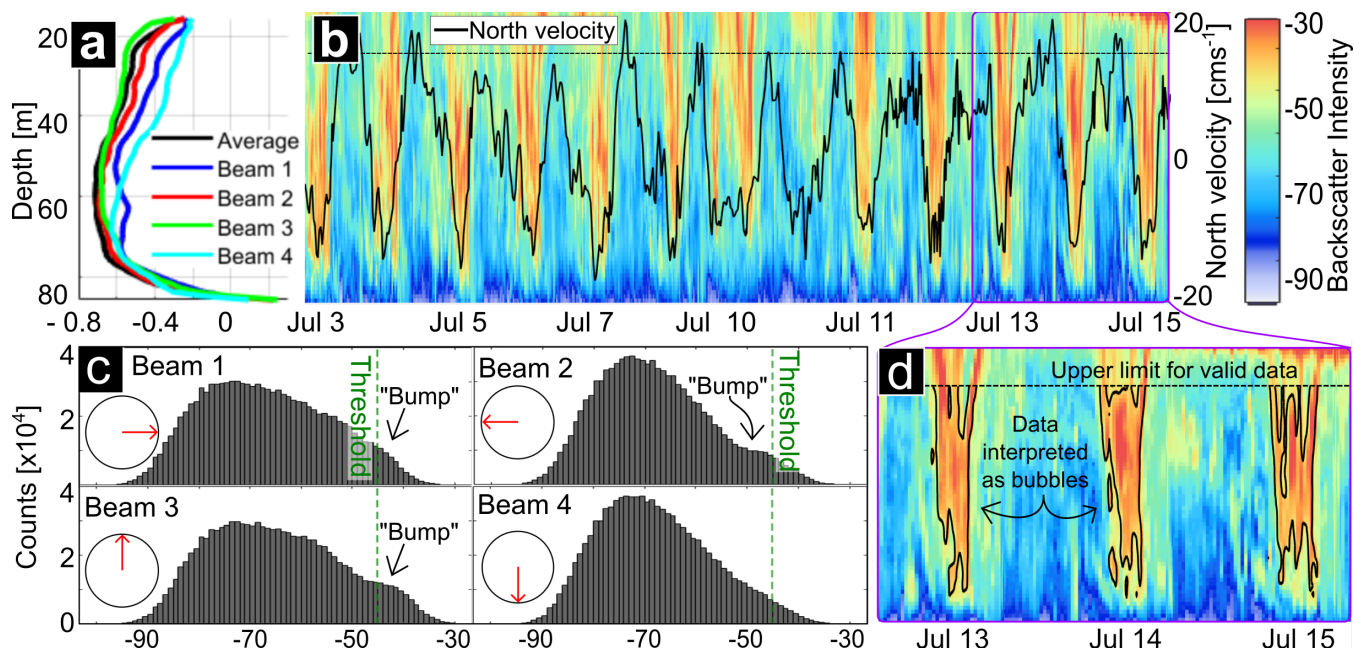 a
Depth [m]
20
40
60
80
- 0.8
-0.4
0
Average
Beam 1
Beam 2
Beam 3
Beam 4
b
North velocity
20
0
-20
North velocity [cms⁻¹]
-30
-50
-70
-90
Backscatter Intensity
Jul 3
Jul 5
Jul 7
Jul 10
Jul 11
Jul 13
Jul 15
c
Counts [x10⁴]
4
2
0
4
2
0
Beam 1
Threshold
"Bump"
Beam 2
"Bump"
Threshold
Beam 3
"Bump"
Beam 4
-90
-70
-50
-30
-90
-70
-50
-30
d
Upper limit for valid data
Data
interpreted
as bubbles
Jul 13
Jul 14
Jul 15